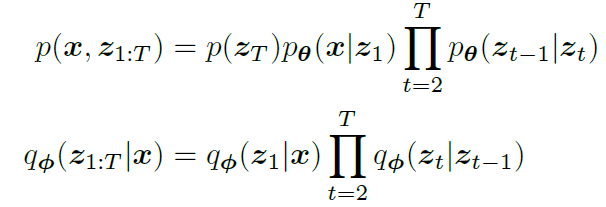 p(x, z_{1:T}) = p(z_T)p_θ(x|z_1) ∏_{t=2}^{T} p_θ(z_{t−1}|z_t)
q_ϕ(z_{1:T}|x) = q_ϕ(z_1|x) ∏_{t=2}^{T} q_ϕ(z_t|z_{t−1})